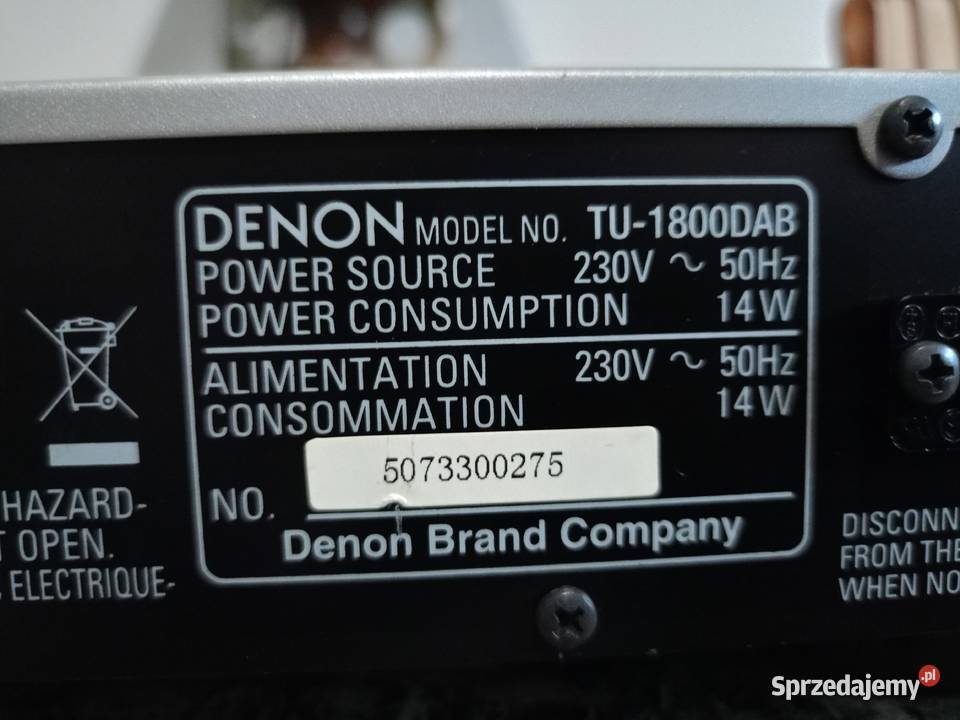 DENON MODEL NO. TU-1800DAB
POWER SOURCE 230V ~ 50Hz
POWER CONSUMPTION 14W
ALIMENTATION 230V ~ 50Hz
CONSOMMATION 14W
NO. 5073300275
Denon Brand Company
HAZARD-
OPEN.
ELECTRIQUE-
DISCONN
FROM THE
WHEN NO
Sprzedajemy.pl